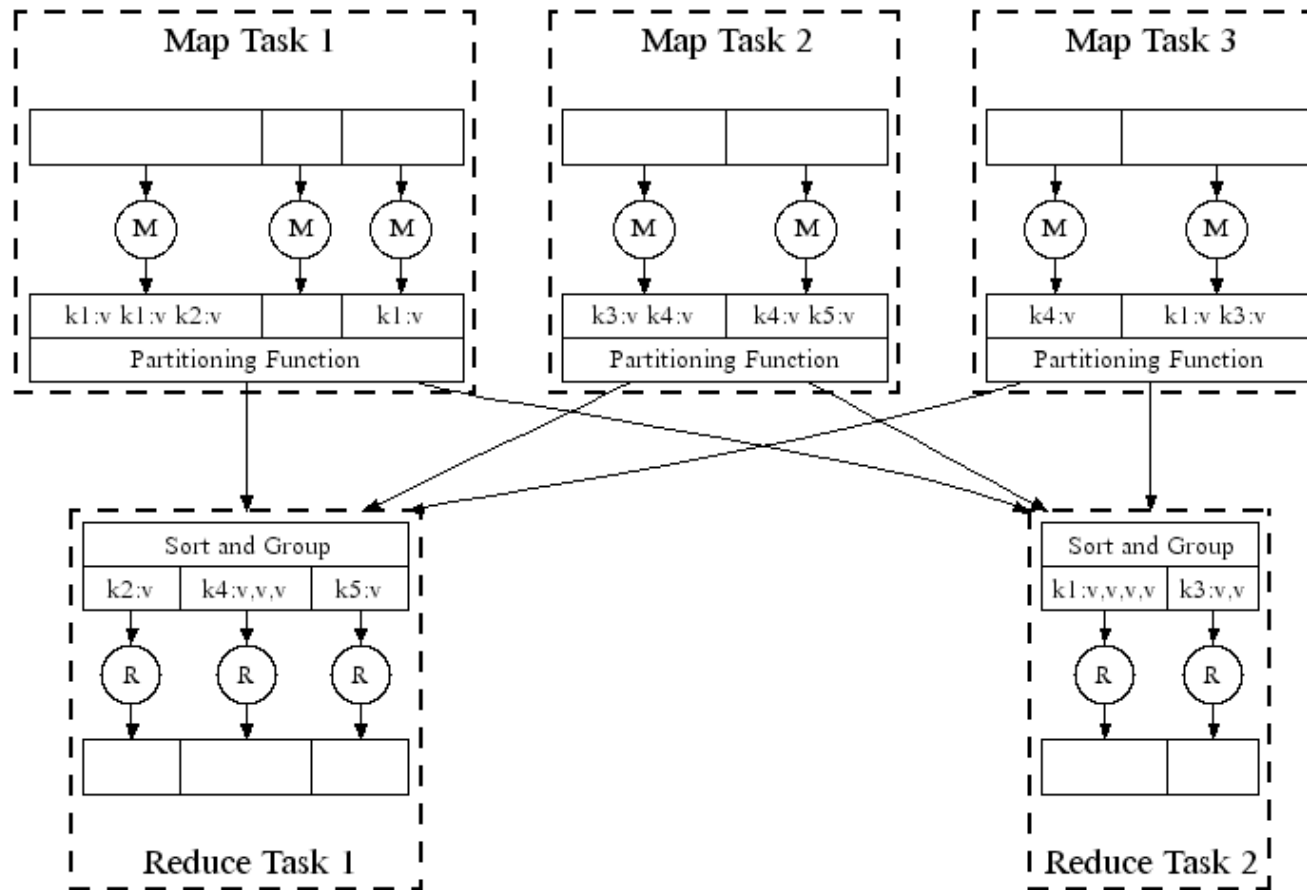 Map Task 1
Map Task 2
Map Task 3
M
M
M
M
M
M
M
k1:v k1:v k2:v
k1:v
k3:v k4:v
k4:v k5:v
k4:v
k1:v k3:v
Partitioning Function
Partitioning Function
Partitioning Function
Sort and Group
Sort and Group
k2:v
k4:v,v,v
k5:v
k1:v,v,v,v
k3:v,v
R
R
R
R
R
Reduce Task 1
Reduce Task 2